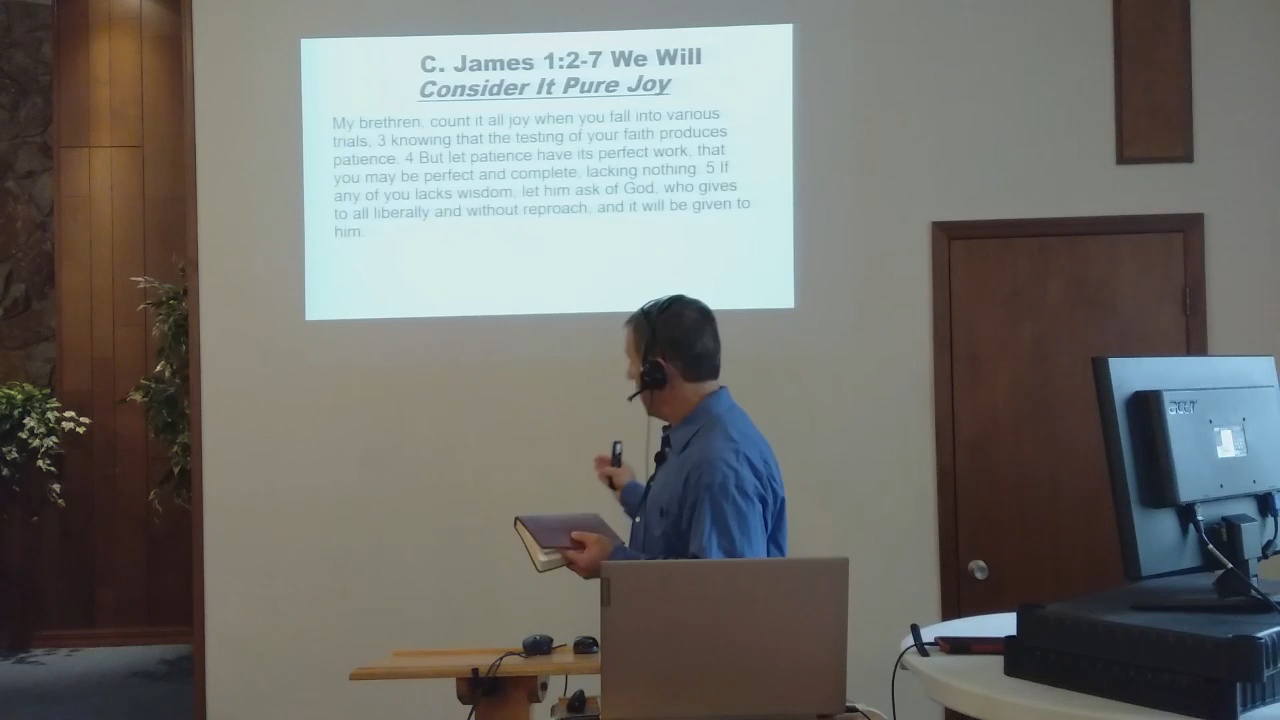 C. James 1:2-7 We Will
Consider It Pure Joy
My brethren, count it all joy when you fall into various
trials, 3 knowing that the testing of your faith produces
patience. 4 But let patience have its perfect work, that
you may be perfect and complete, lacking nothing. 5 If
any of you lacks wisdom, let him ask of God, who gives
to all liberally and without reproach, and it will be given to
him.
acer